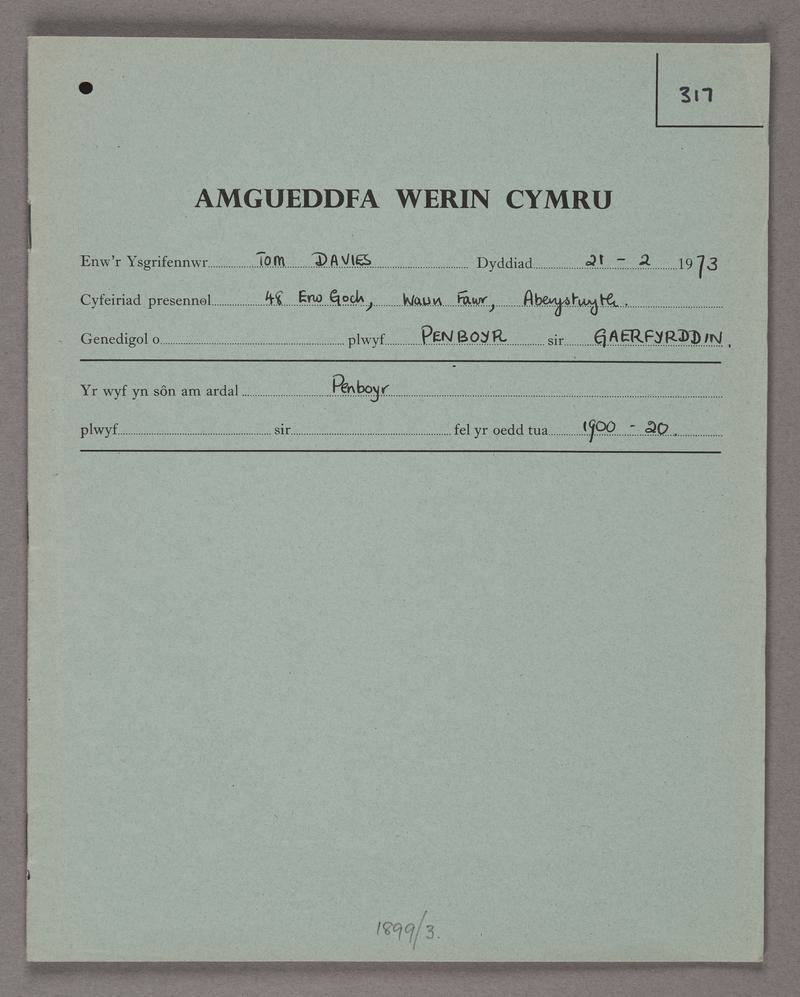 317
AMGUEDDFA WERIN CYMRU
Enw'r Ysgrifennwr TOM DAVIES Dyddiad 21 - 2 1973
Cyfeiriad presennol 48 Erw Goch, Waun Fawr, Aberystwyth.
Genedigol o plwyf PENBOYR sir GAERFYRDDIN.
Yr wyf yn sôn am ardal Penboyr
plwyf sir fel yr oedd tua 1900 - 20.
1899/3.